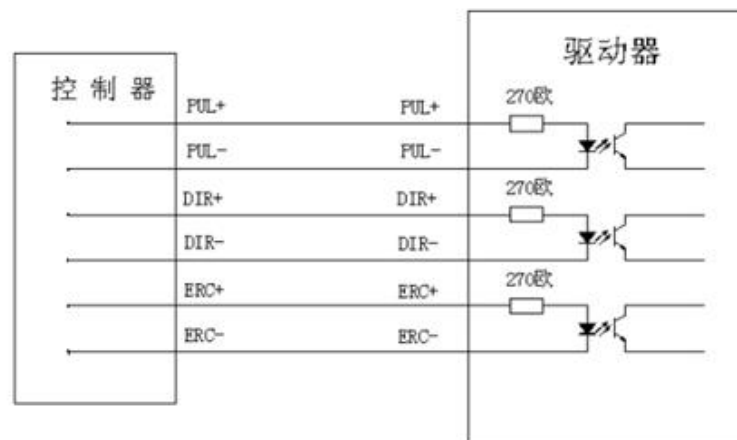 驱动器
控 制 器
270欧
PUL+ PUL+
PUL- PUL-
270欧
DIR+ DIR+
DIR- DIR-
270欧
ERC+ ERC+
ERC- ERC-